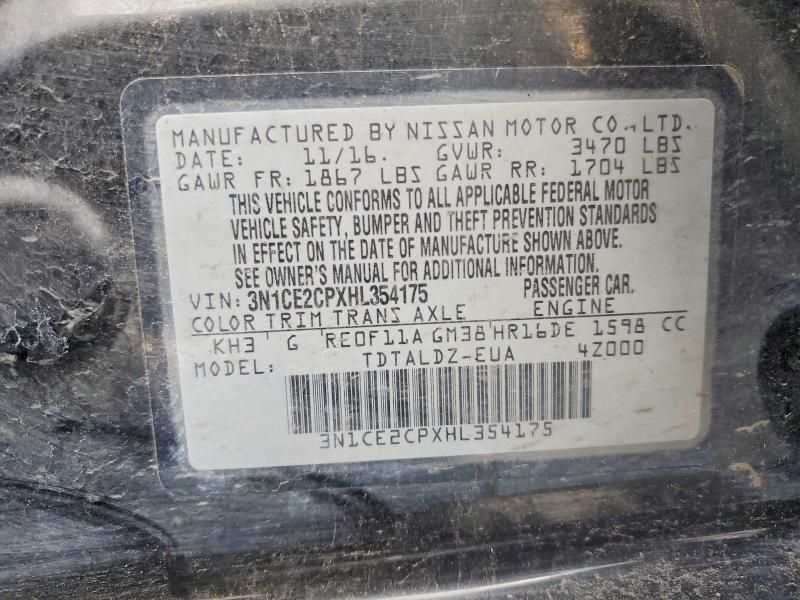 MANUFACTURED BY NISSAN MOTOR CO., LTD.
DATE: 11/16. GVWR: 3470 LBS
GAWR FR: 1867 LBS GAWR RR: 1704 LBS
THIS VEHICLE CONFORMS TO ALL APPLICABLE FEDERAL MOTOR
VEHICLE SAFETY, BUMPER AND THEFT PREVENTION STANDARDS
IN EFFECT ON THE DATE OF MANUFACTURE SHOWN ABOVE.
SEE OWNER'S MANUAL FOR ADDITIONAL INFORMATION.
VIN: 3N1CE2CPXHL354175 PASSENGER CAR.
COLOR TRIM TRANS AXLE ENGINE
KH3 G RE0F11A GM38 HR16DE 1598 CC
MODEL: TDTALDZ-EUA 4Z000
3N1CE2CPXHL354175